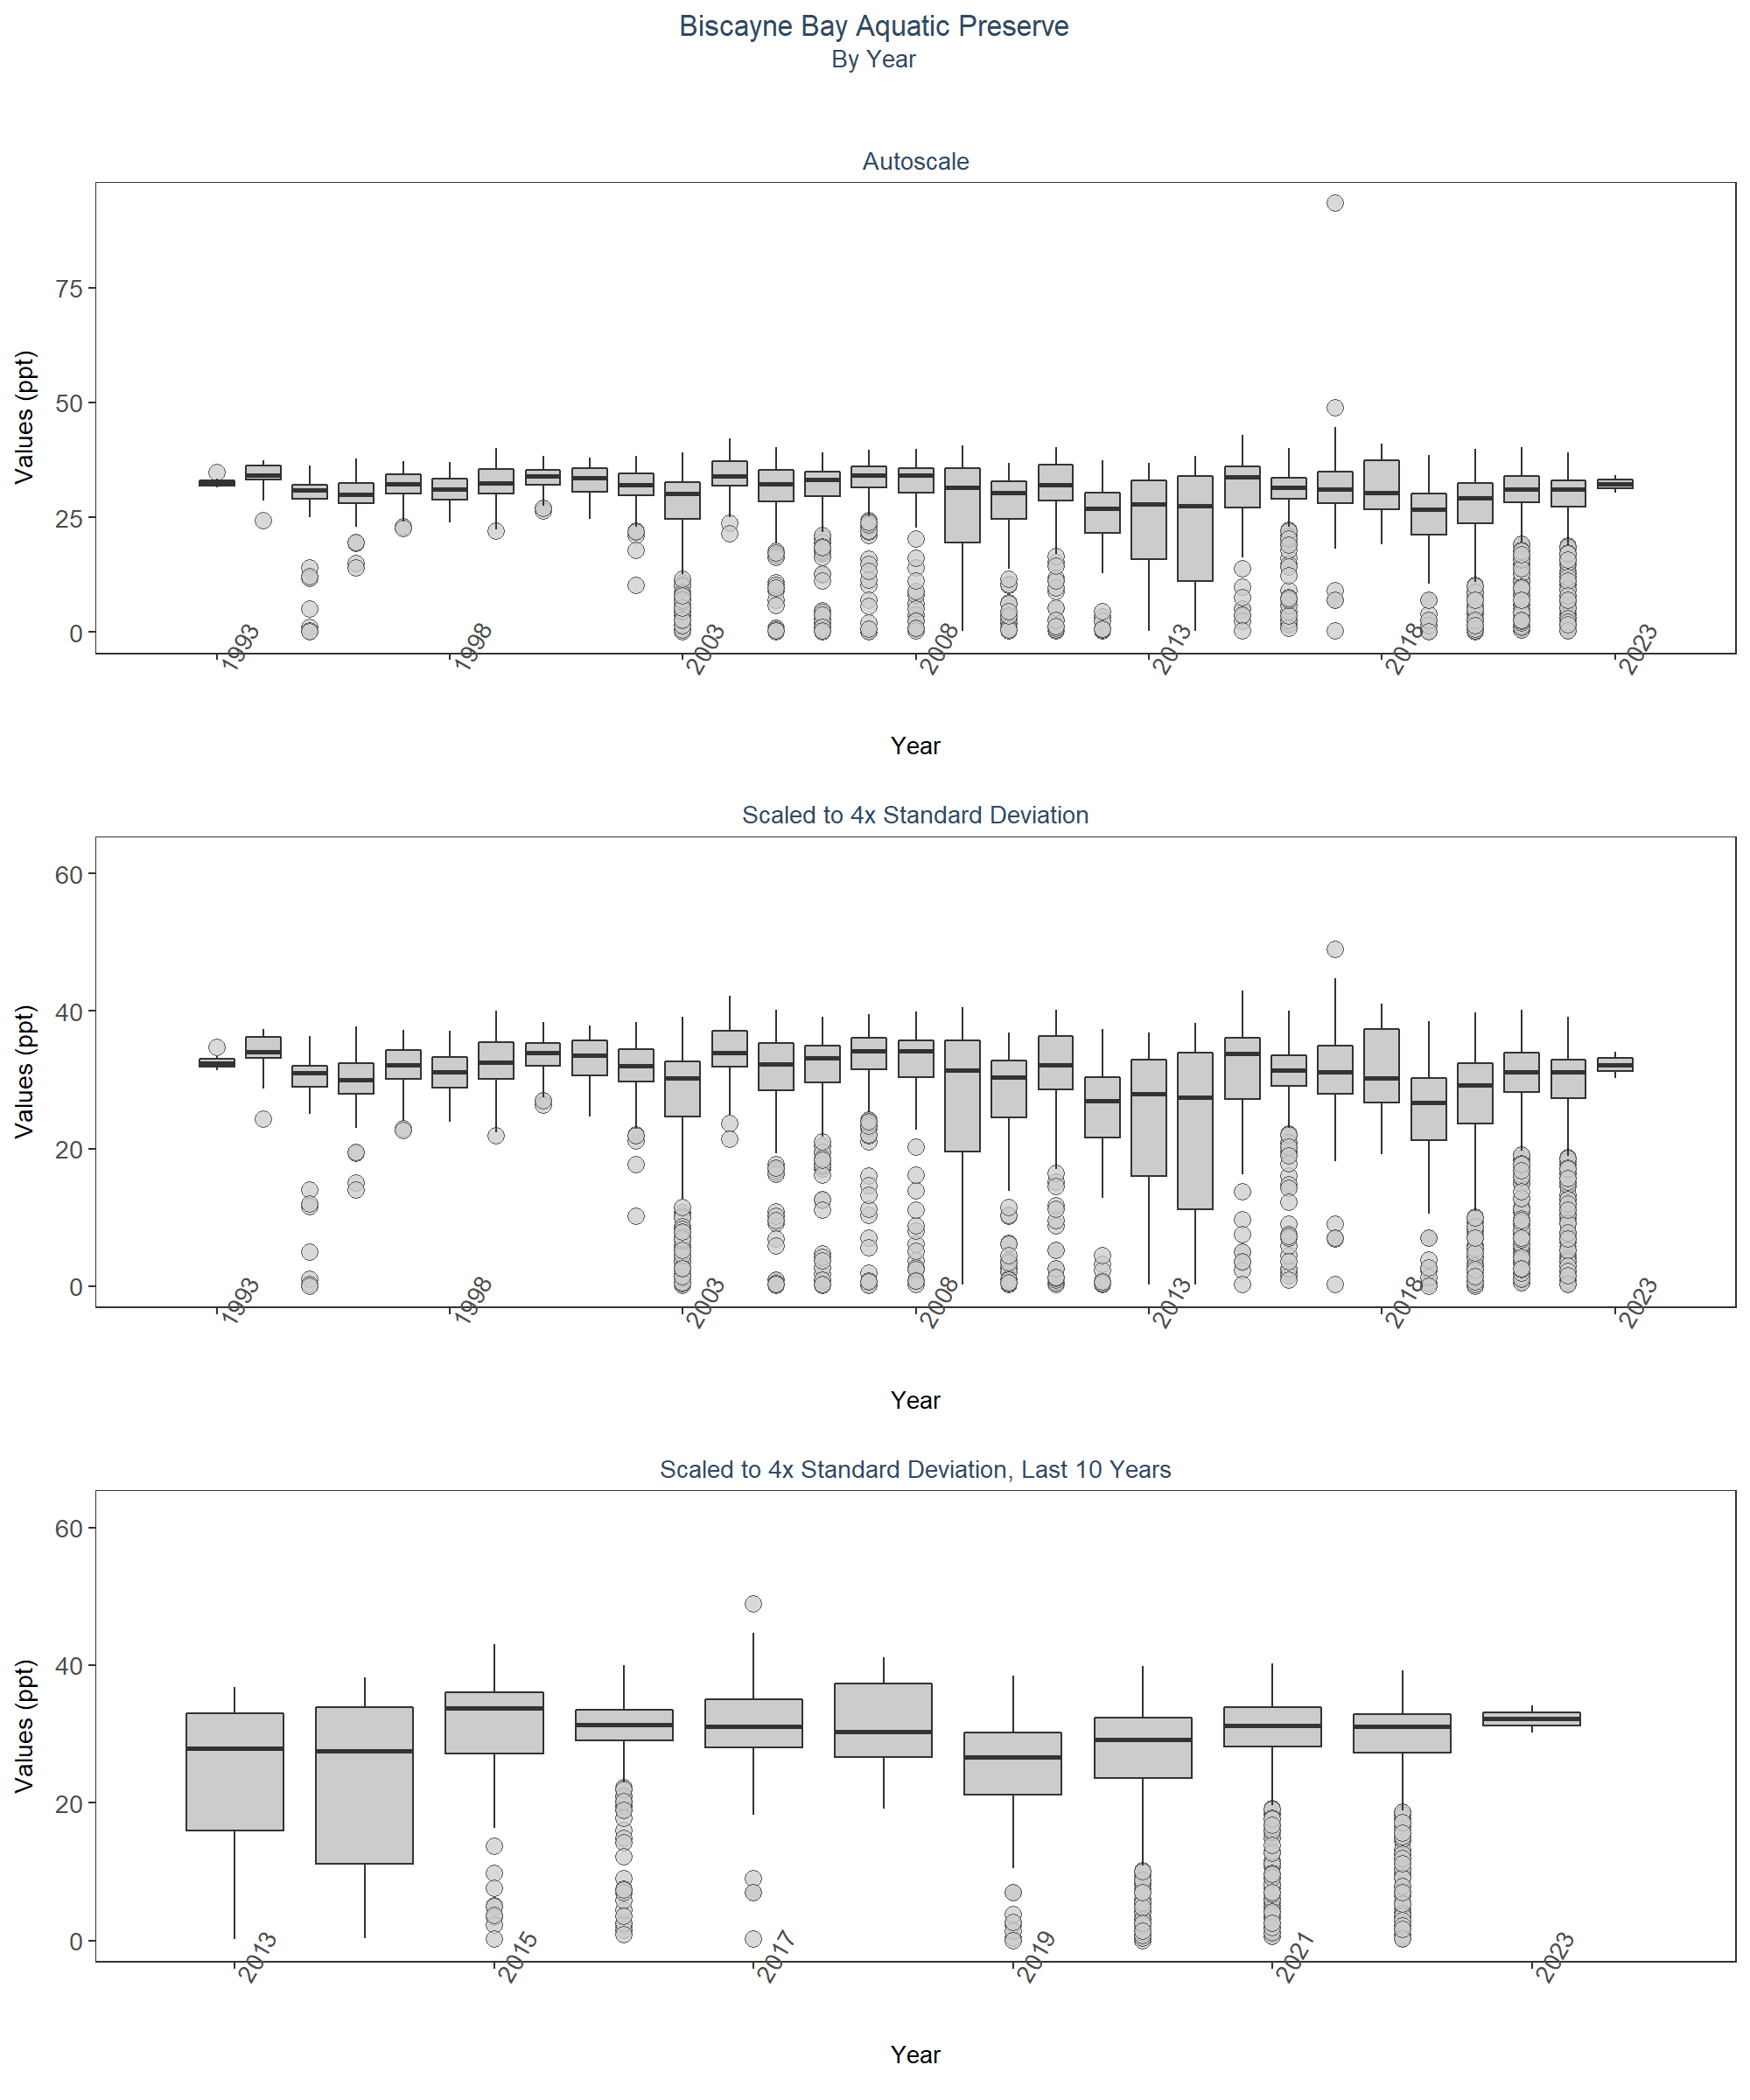 Biscayne Bay Aquatic Preserve
By Year
Autoscale
Values (ppt)
75
50
25
0
1993 1998 2003 2008 2013 2018 2023
Year
Scaled to 4x Standard Deviation
Values (ppt)
60
40
20
0
1993 1998 2003 2008 2013 2018 2023
Year
Scaled to 4x Standard Deviation, Last 10 Years
Values (ppt)
60
40
20
0
2013 2015 2017 2019 2021 2023
Year